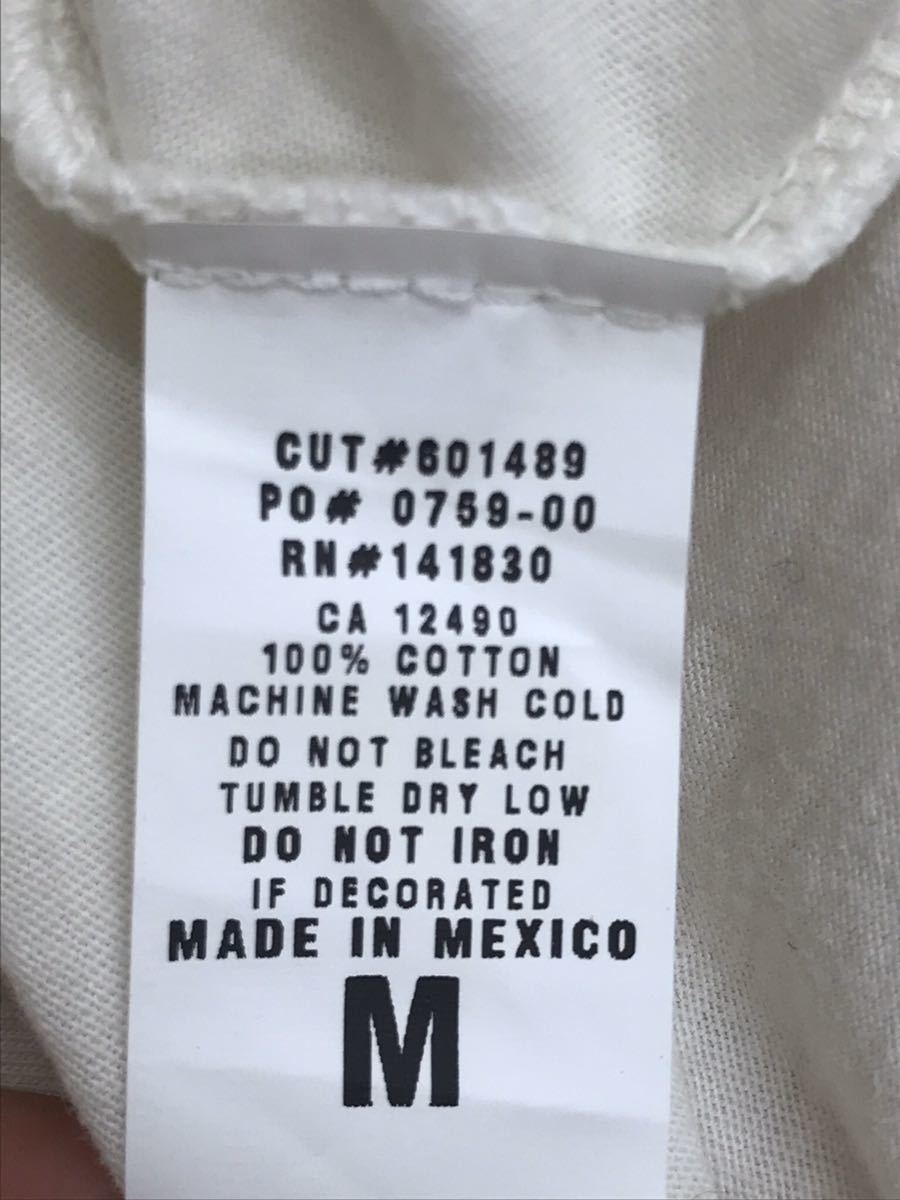 CUT#601489
PO# 0759-00
RN#141830
CA 12490
100% COTTON
MACHINE WASH COLD
DO NOT BLEACH
TUMBLE DRY LOW
DO NOT IRON
IF DECORATED
MADE IN MEXICO
M